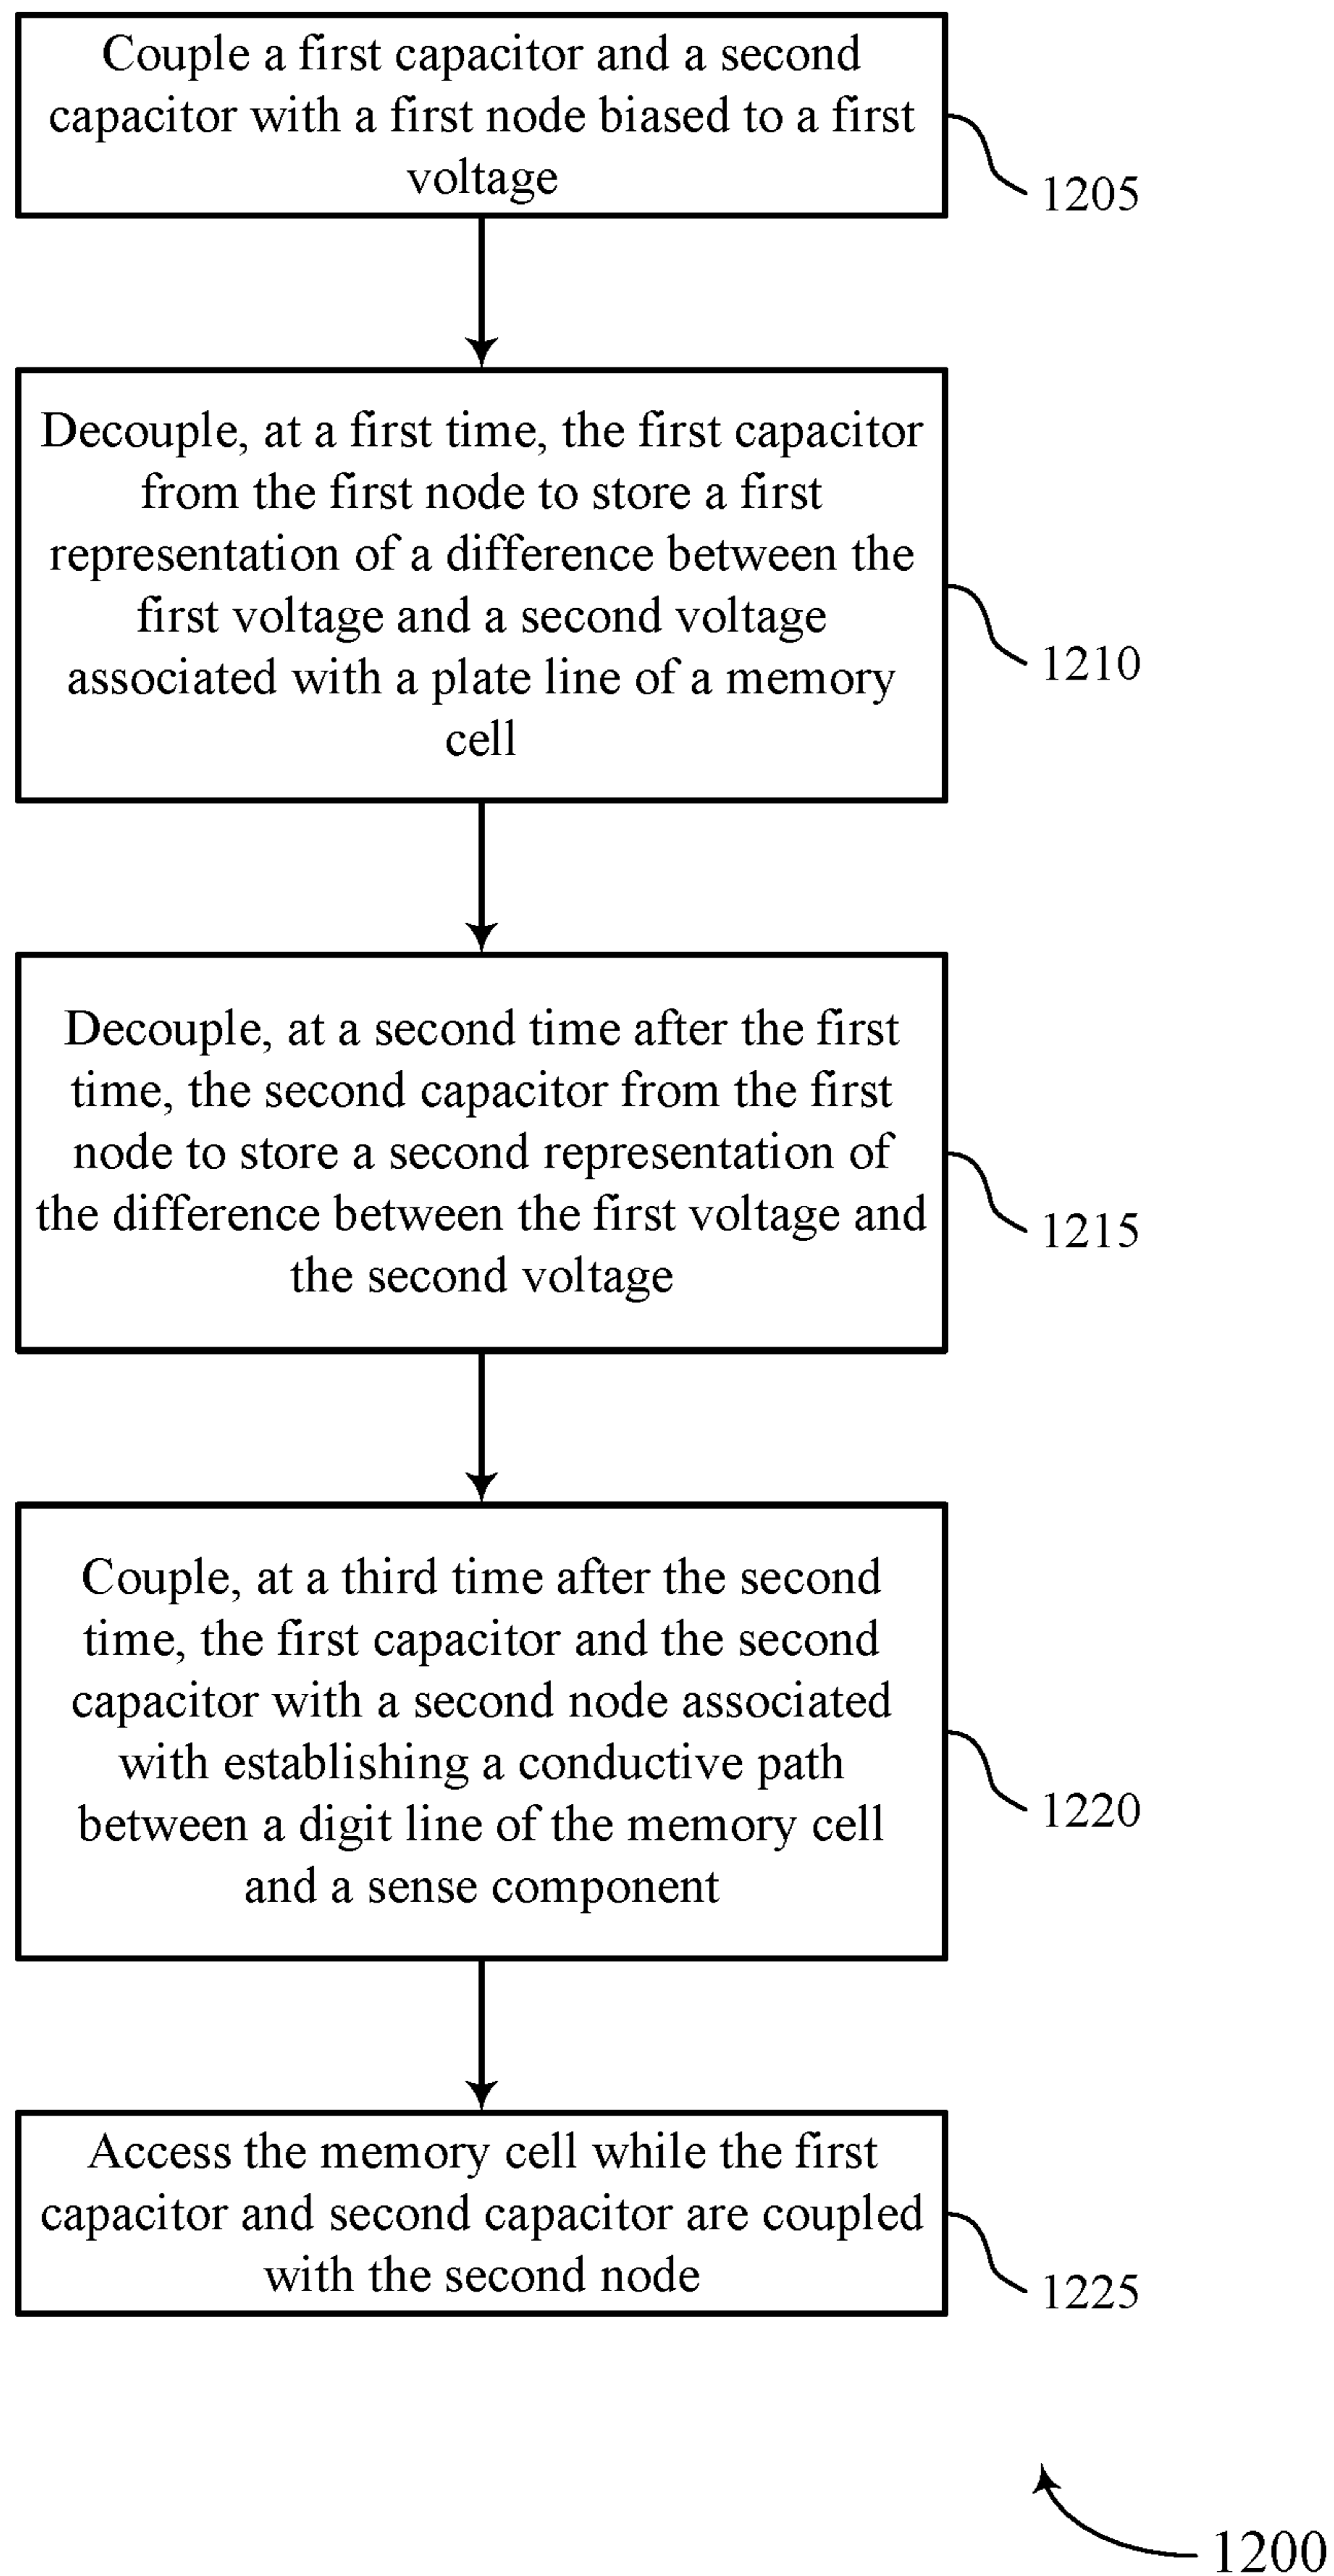 Couple a first capacitor and a second
capacitor with a first node biased to a first
voltage
1205
Decouple, at a first time, the first capacitor
from the first node to store a first
representation of a difference between the
first voltage and a second voltage
associated with a plate line of a memory
cell
1210
Decouple, at a second time after the first
time, the second capacitor from the first
node to store a second representation of
the difference between the first voltage and
the second voltage
1215
Couple, at a third time after the second
time, the first capacitor and the second
capacitor with a second node associated
with establishing a conductive path
between a digit line of the memory cell
and a sense component
1220
Access the memory cell while the first
capacitor and second capacitor are coupled
with the second node
1225
1200